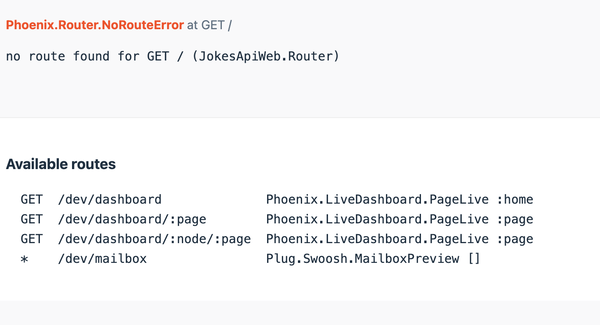 Phoenix.Router.NoRouteError at GET /
no route found for GET / (JokesApiWeb.Router)
Available routes
GET /dev/dashboard Phoenix.LiveDashboard.PageLive :home
GET /dev/dashboard/:page Phoenix.LiveDashboard.PageLive :page
GET /dev/dashboard/:node/:page Phoenix.LiveDashboard.PageLive :page
* /dev/mailbox Plug.Swoosh.MailboxPreview []